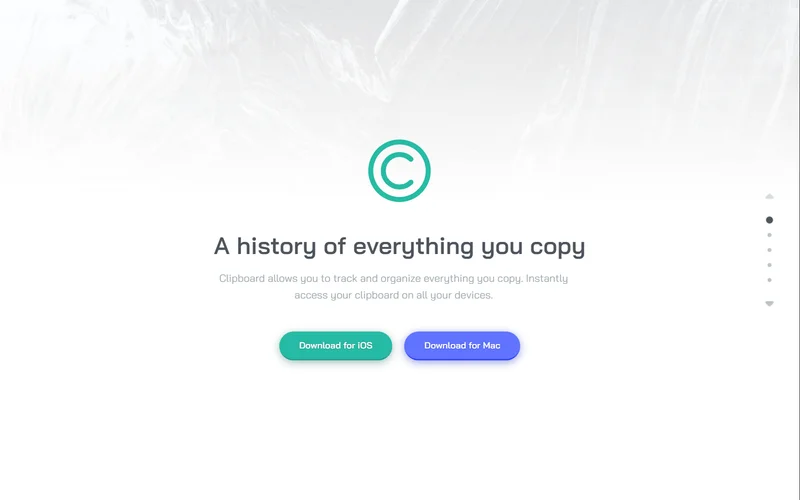 C
A history of everything you copy
Clipboard allows you to track and organize everything you copy. Instantly
access your clipboard on all your devices.
Download for iOS
Download for Mac